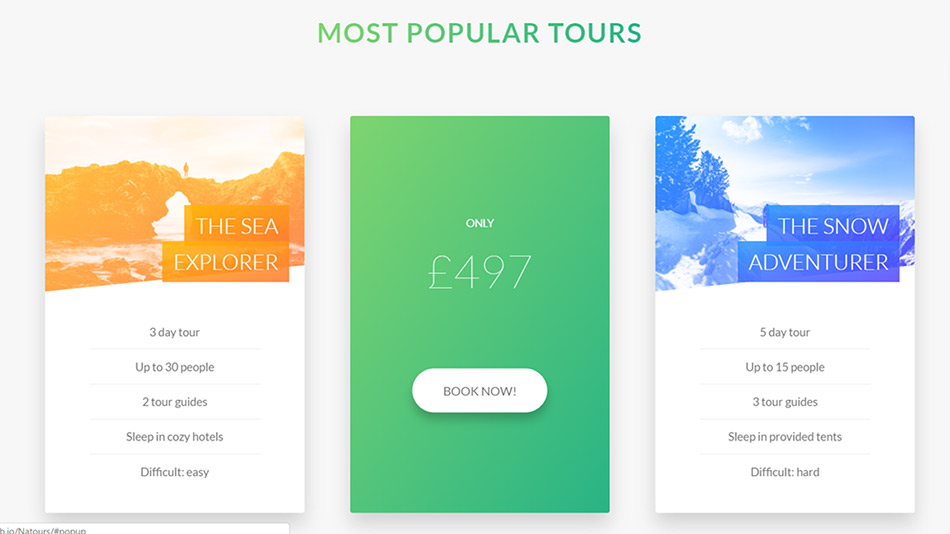 MOST POPULAR TOURS
THE SEA
EXPLORER
3 day tour
Up to 30 people
2 tour guides
Sleep in cozy hotels
Difficult: easy
ONLY
£497
BOOK NOW!
THE SNOW
ADVENTURER
5 day tour
Up to 15 people
3 tour guides
Sleep in provided tents
Difficult: hard
b.io/Natours/#popup